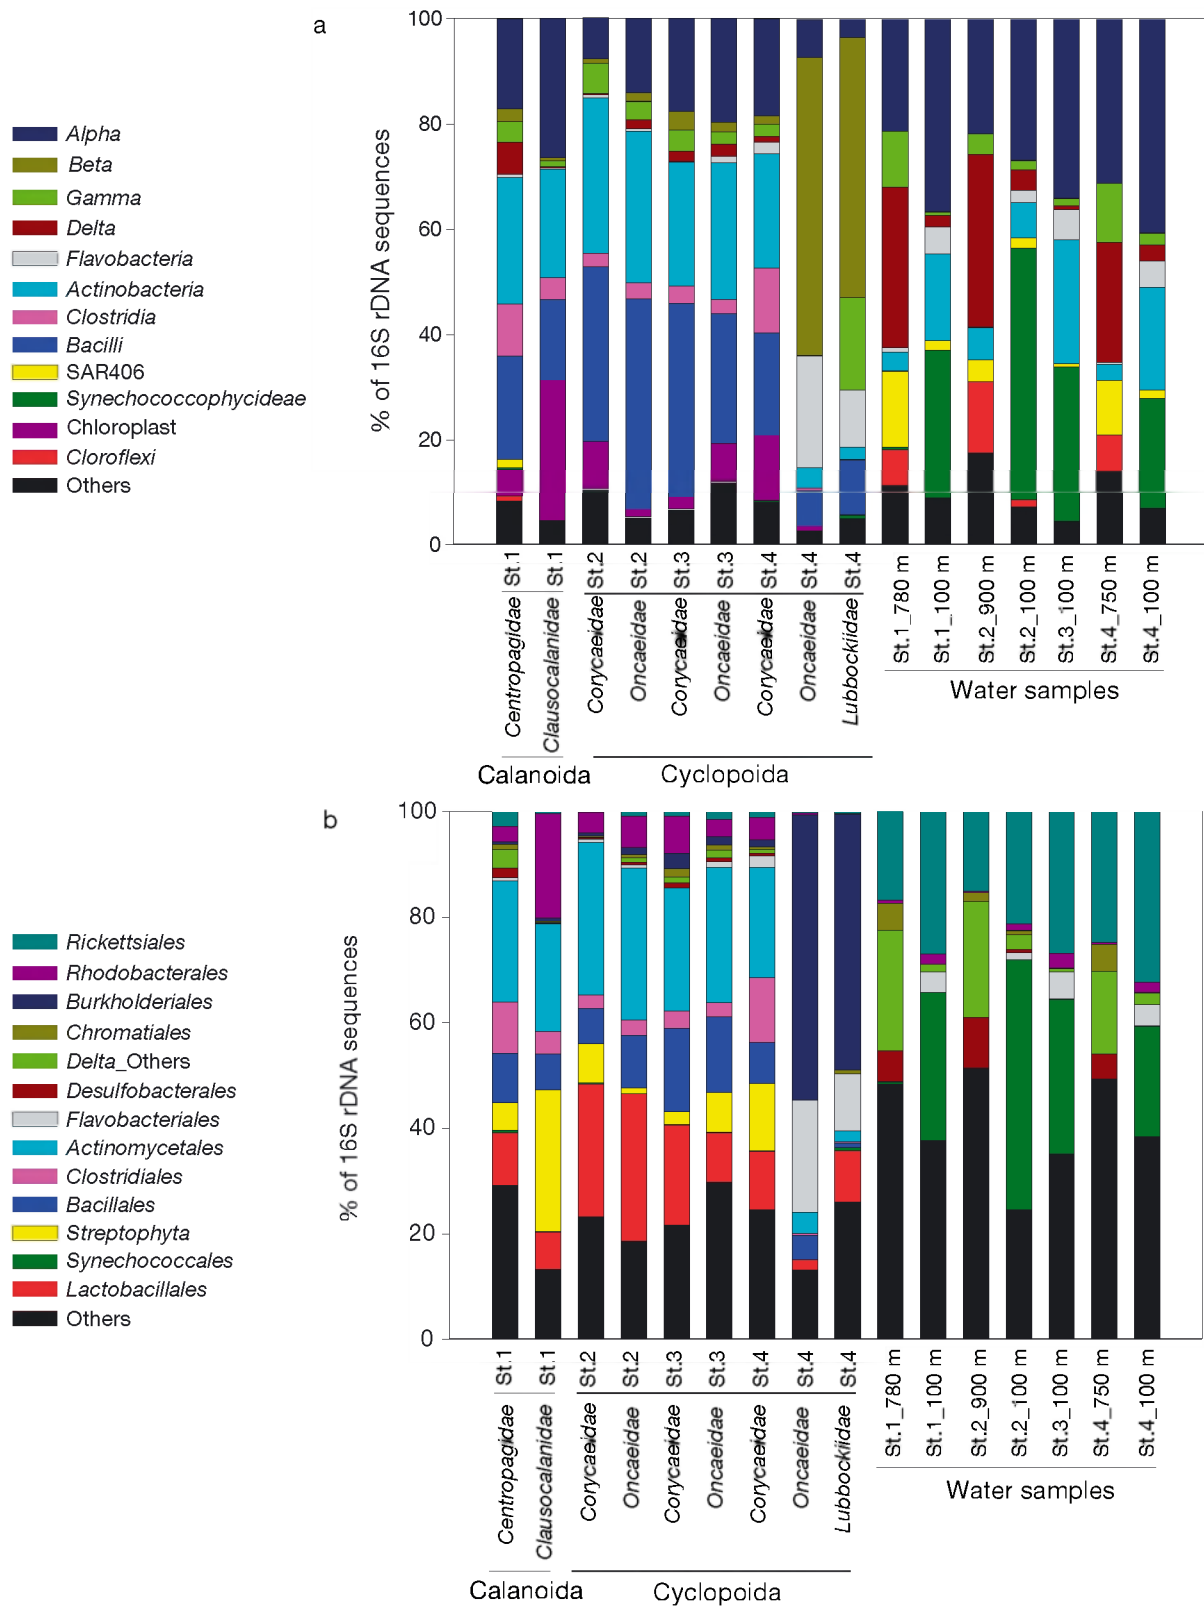 a
100
80
60
40
20
0
% of 16S rDNA sequences
Alpha
Beta
Gamma
Delta
Flavobacteria
Actinobacteria
Clostridia
Bacilli
SAR406
Synechococcophycideae
Chloroplast
Cloroflexi
Others
St.1
St.1
St.2
St.2
St.3
St.3
St.4
St.4
St.4
St.1_780 m
St.1_100 m
St.2_900 m
St.2_100 m
St.3_100 m
St.4_750 m
St.4_100 m
Centropagidae
Clausocalanidae
Corycaeidae
Oncaeidae
Corycaeidae
Oncaeidae
Corycaeidae
Oncaeidae
Lubbockiidae
Water samples
Calanoida
Cyclopoida
b
100
80
60
40
20
0
% of 16S rDNA sequences
Rickettsiales
Rhodobacterales
Burkholderiales
Chromatiales
Delta_Others
Desulfobacterales
Flavobacteriales
Actinomycetales
Clostridiales
Bacillales
Streptophyta
Synechococcales
Lactobacillales
Others
St.1
St.1
St.2
St.2
St.3
St.3
St.4
St.4
St.4
St.1_780 m
St.1_100 m
St.2_900 m
St.2_100 m
St.3_100 m
St.4_750 m
St.4_100 m
Centropagidae
Clausocalanidae
Corycaeidae
Oncaeidae
Corycaeidae
Oncaeidae
Corycaeidae
Oncaeidae
Lubbockiidae
Water samples
Calanoida
Cyclopoida